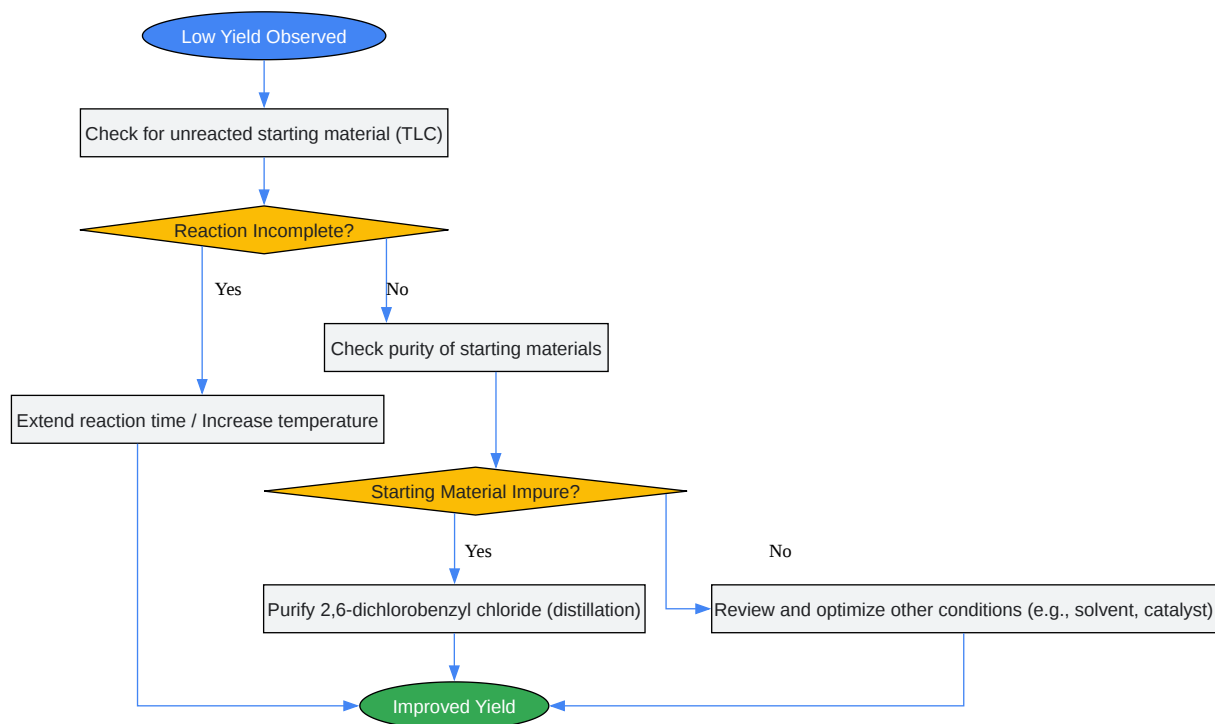 Low Yield Observed
Check for unreacted starting material (TLC)
Reaction Incomplete?
Yes
No
Check purity of starting materials
Extend reaction time / Increase temperature
Starting Material Impure?
Yes
No
Purify 2,6-dichlorobenzyl chloride (distillation)
Review and optimize other conditions (e.g., solvent, catalyst)
Improved Yield